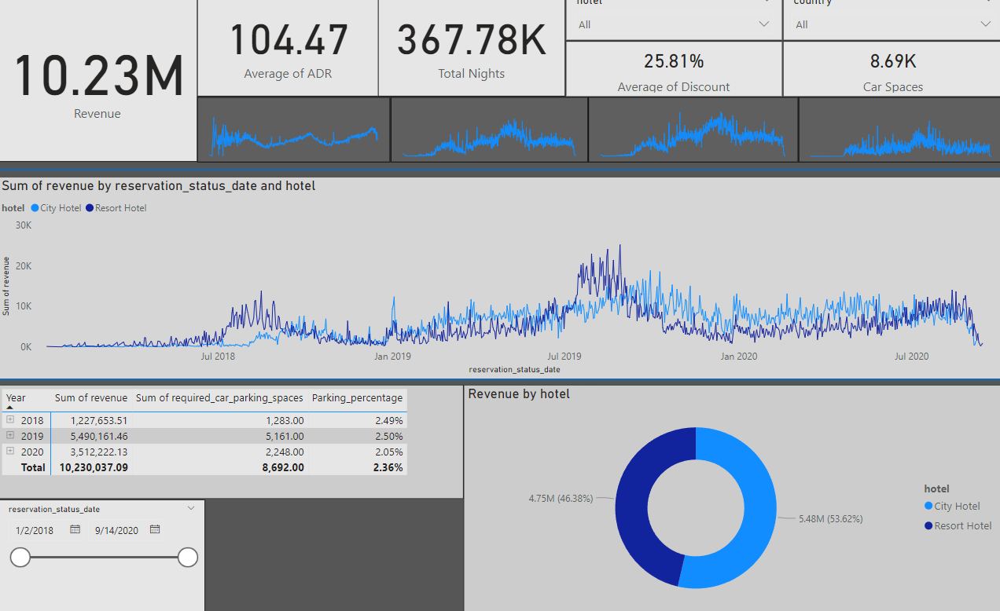 hotel
All
country
All
10.23M
Revenue
104.47
Average of ADR
367.78K
Total Nights
25.81%
Average of Discount
8.69K
Car Spaces
Sum of revenue by reservation_status_date and hotel
hotel City Hotel Resort Hotel
Sum of revenue
30K
20K
10K
0K
Jul 2018 Jan 2019 Jul 2019 Jan 2020 Jul 2020
reservation_status_date
Year Sum of revenue Sum of required_car_parking_spaces Parking_percentage
2018 1,227,653.51 1,283.00 2.49%
2019 5,490,161.46 5,161.00 2.50%
2020 3,512,222.13 2,248.00 2.05%
Total 10,230,037.09 8,692.00 2.36%
reservation_status_date
1/2/2018 9/14/2020
Revenue by hotel
4.75M (46.38%)
5.48M (53.62%)
hotel
City Hotel
Resort Hotel